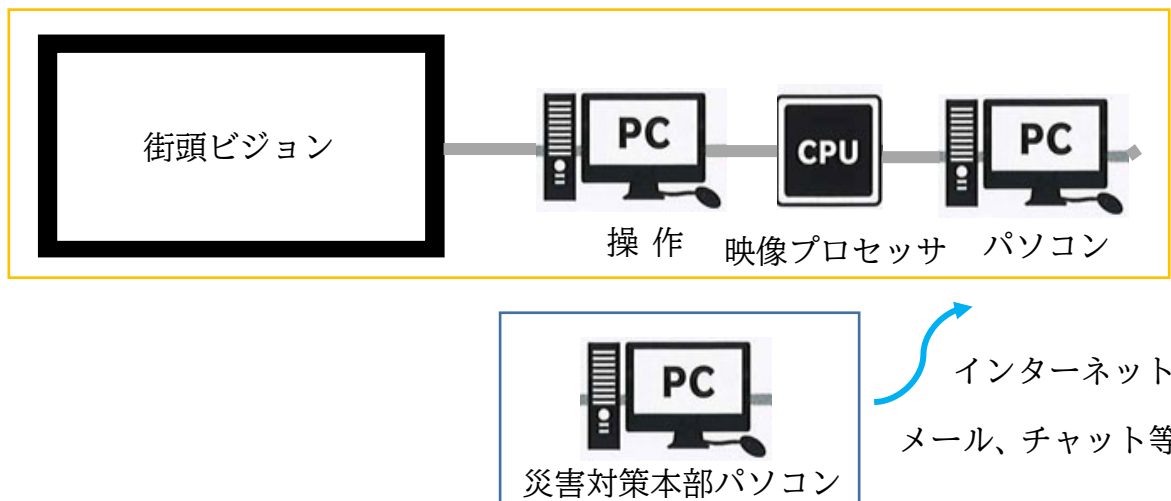 街頭ビジョン
PC
CPU
PC
操 作
映像プロセッサ
パソコン
PC
災害対策本部パソコン
インターネット
メール、チャット等